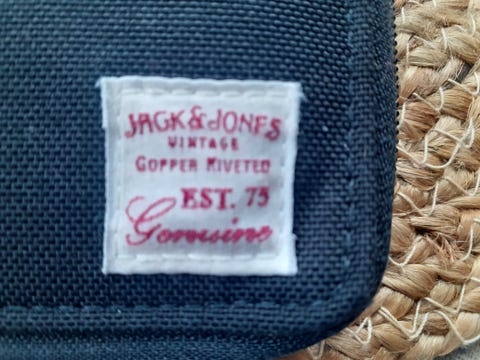 JACK & JONES
VINTAGE
COPPER RIVETED
EST. 75
Genuine